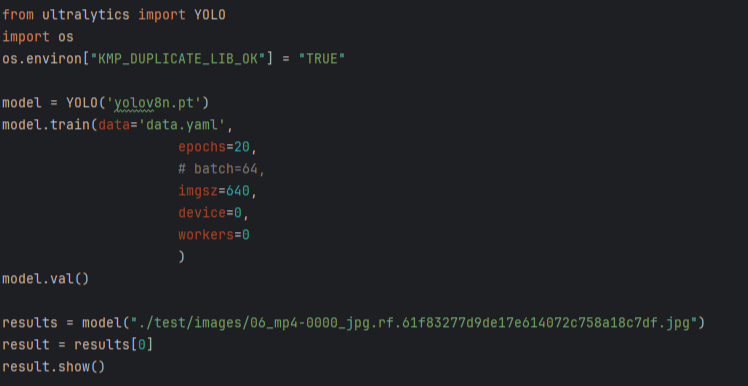 from ultralytics import YOLO
import os
os.environ["KMP_DUPLICATE_LIB_OK"] = "TRUE"
model = YOLO('yolov8n.pt')
model.train(data='data.yaml',
epochs=20,
# batch=64,
imgsz=640,
device=0,
workers=0
)
model.val()
results = model("./test/images/06_mp4-0000_jpg.rf.61f83277d9de17e614072c758a18c7df.jpg")
result = results[0]
result.show()